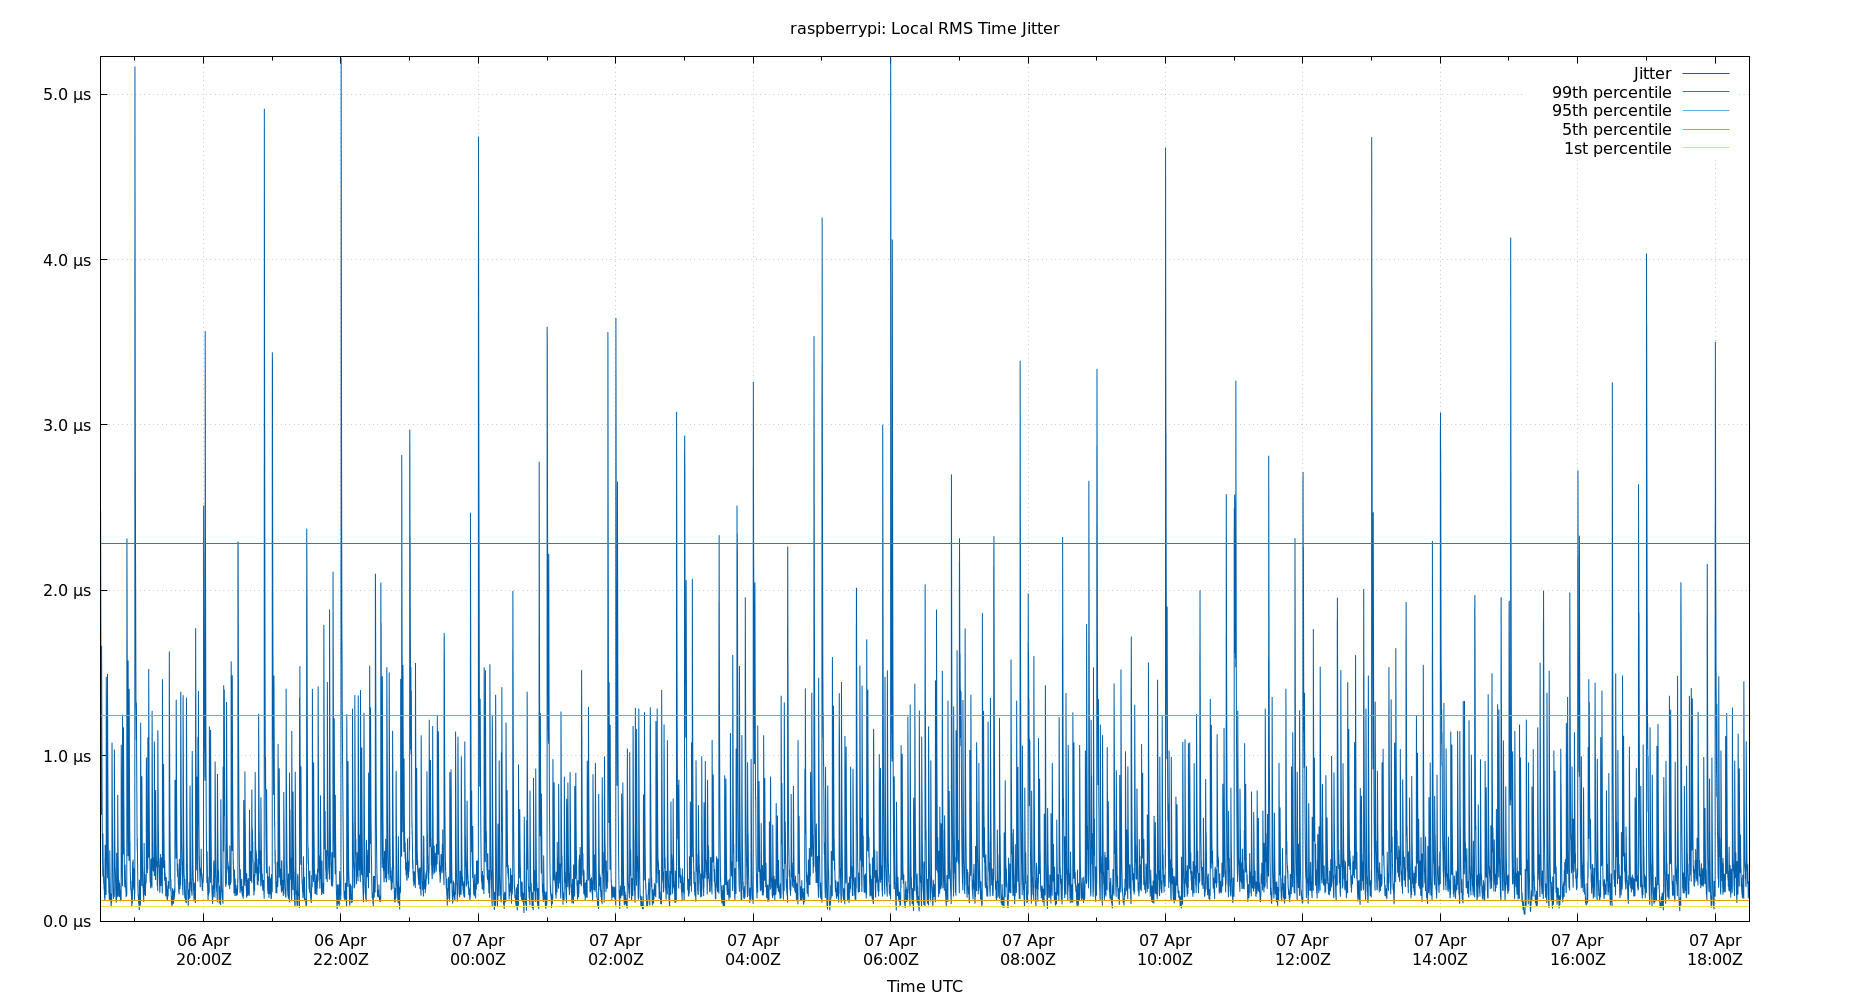 raspberrypi: Local RMS Time Jitter
Jitter
99th percentile
95th percentile
5th percentile
1st percentile
5.0 µs
4.0 µs
3.0 µs
2.0 µs
1.0 µs
0.0 µs
06 Apr 06 Apr 07 Apr 07 Apr 07 Apr 07 Apr 07 Apr 07 Apr 07 Apr 07 Apr 07 Apr 07 Apr
20:00Z 22:00Z 00:00Z 02:00Z 04:00Z 06:00Z 08:00Z 10:00Z 12:00Z 14:00Z 16:00Z 18:00Z
Time UTC